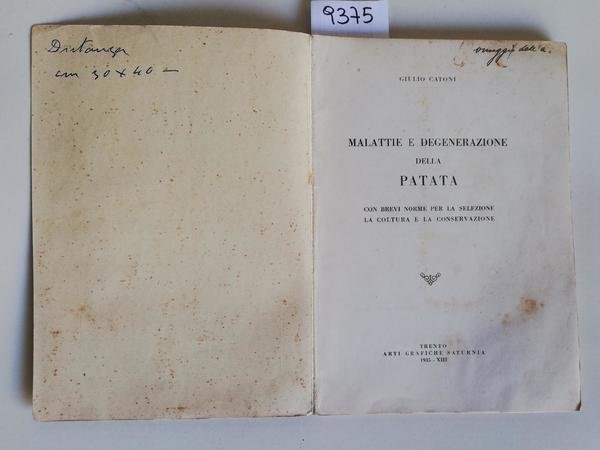 9375
Distanza
cm 30 x 40 =
omaggio dell'a.
GIULIO CATONI
MALATTIE E DEGENERAZIONE
DELLA
PATATA
CON BREVI NORME PER LA SELEZIONE
LA COLTURA E LA CONSERVAZIONE
TRENTO
ARTI GRAFICHE SATURNIA
1935 - XIII